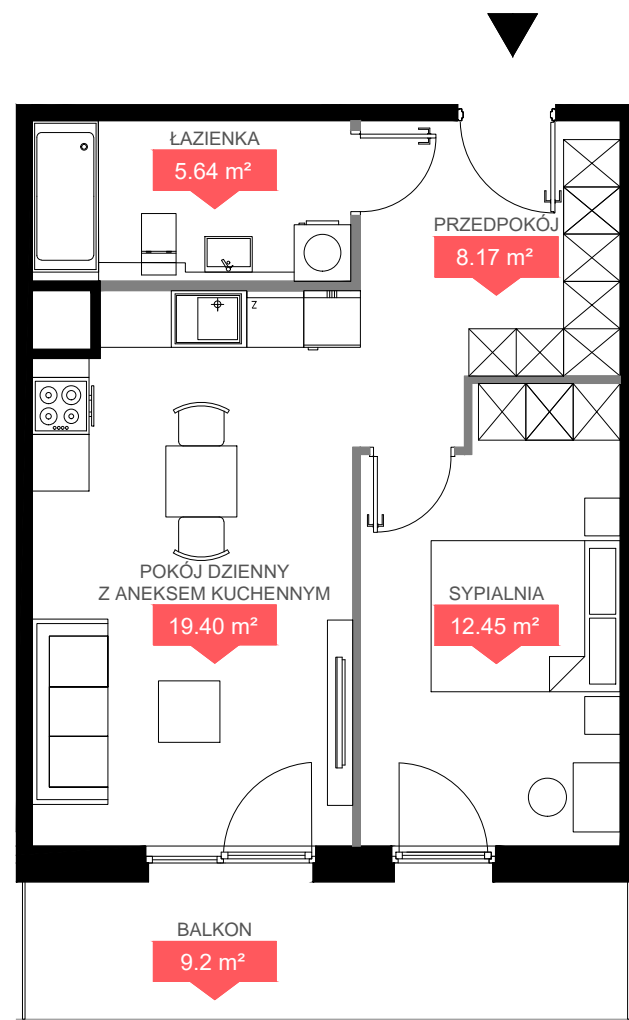 ŁAZIENKA
5.64 m²
PRZEDPOKÓJ
8.17 m²
Z
POKÓJ DZIENNY
Z ANEKSEM KUCHENNYM
19.40 m²
SYPIALNIA
12.45 m²
BALKON
9.2 m²